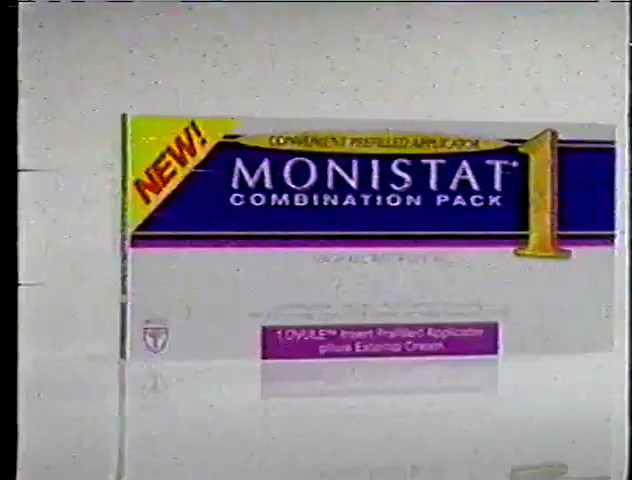 NEW!
CONVENIENT PREFILLED APPLICATOR
MONISTAT 1
COMBINATION PACK
1 OVULE™ Insert Prefilled Applicator
plus External Cream